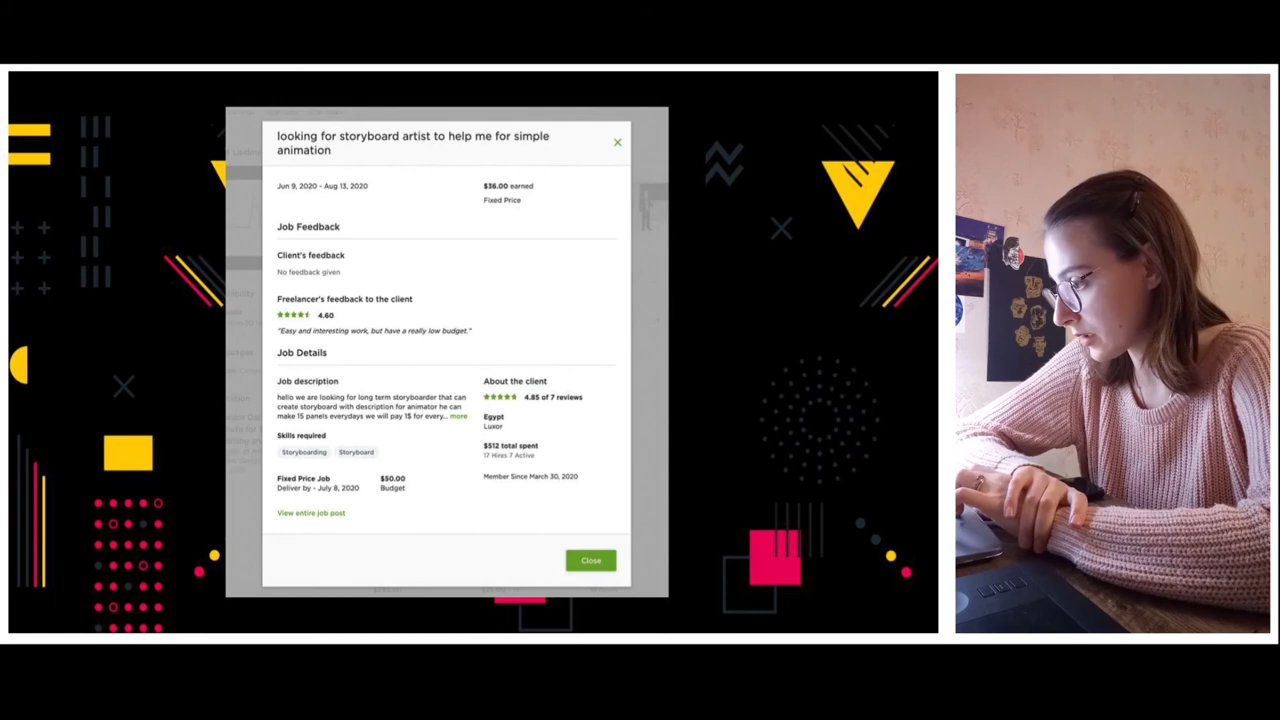 looking for storyboard artist to help me for simple
animation
Jun 9, 2020 - Aug 13, 2020
$36.00 earned
Fixed Price
Job Feedback
Client's feedback
No feedback given
Freelancer's feedback to the client
4.60
"Easy and interesting work, but have a really low budget."
Job Details
Job description
hello we are looking for long term storyboarder that can
create storyboard with description for animator he can
make 15 panels everydays we will pay 1$ for every... more
Skills required
Storyboarding Storyboard
Fixed Price Job
Deliver by - July 8, 2020
$50.00
Budget
View entire job post
About the client
4.85 of 7 reviews
Egypt
Luxor
$512 total spent
17 Hires 7 Active
Member Since March 30, 2020
Close